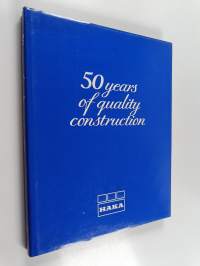 50 years
of quality
construction
HAKA